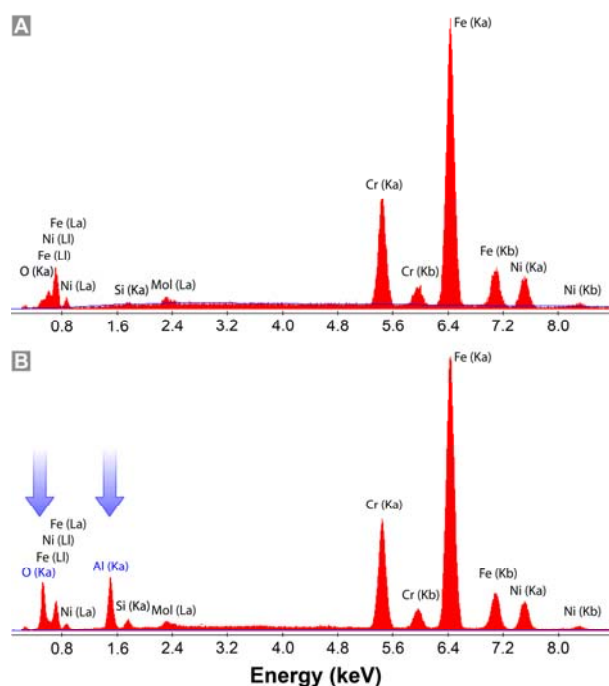 A
Fe (Ka)
Cr (Ka)
Fe (La)
Ni (Ll)
Fe (Ll)
O (Ka)
Ni (La)
Si (Ka)
Mol (La)
Cr (Kb)
Fe (Kb)
Ni (Ka)
Ni (Kb)
0.8 1.6 2.4 3.2 4.0 4.8 5.6 6.4 7.2 8.0
B
Fe (Ka)
Cr (Ka)
Fe (La)
Ni (Ll)
Fe (Ll)
O (Ka)
Al (Ka)
Ni (La)
Si (Ka)
Mol (La)
Cr (Kb)
Fe (Kb)
Ni (Ka)
Ni (Kb)
0.8 1.6 2.4 3.2 4.0 4.8 5.6 6.4 7.2 8.0
Energy (keV)